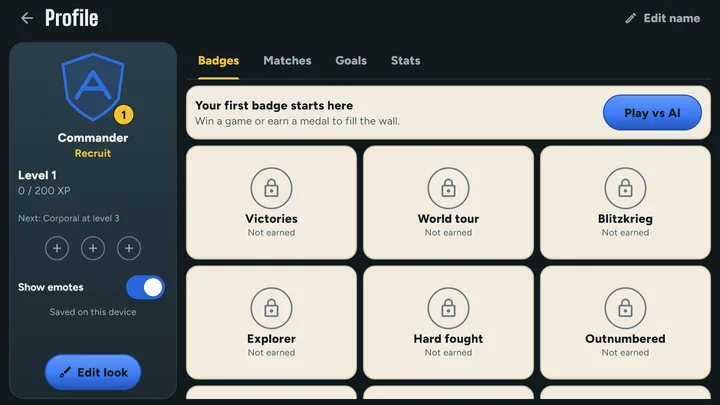 Profile
Edit name
Commander
Recruit
1
Level 1
0 / 200 XP
Next: Corporal at level 3
Show emotes
Saved on this device
Edit look
Badges
Matches
Goals
Stats
Your first badge starts here
Win a game or earn a medal to fill the wall.
Play vs AI
Victories
Not earned
World tour
Not earned
Blitzkrieg
Not earned
Explorer
Not earned
Hard fought
Not earned
Outnumbered
Not earned